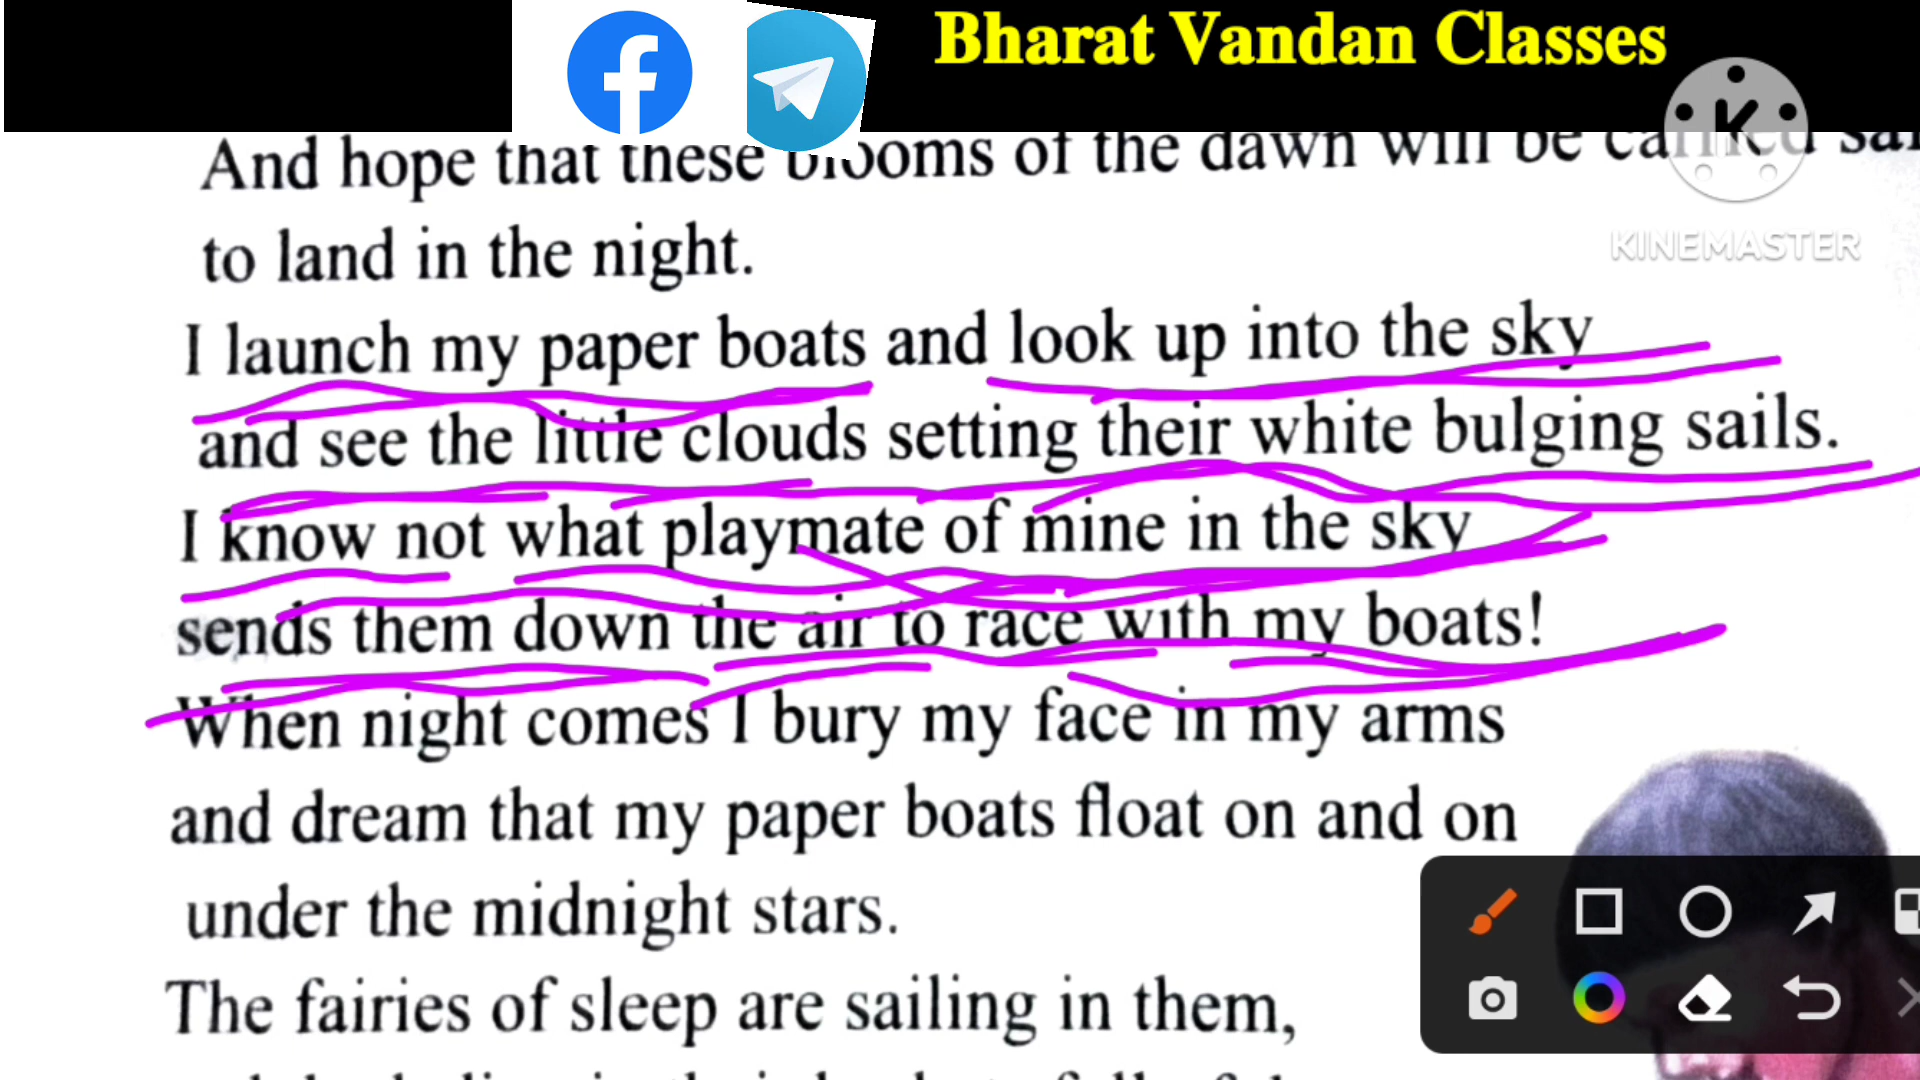 Bharat Vandan Classes
And hope that these blooms of the dawn will be carried
to land in the night.
KINEMASTER
I launch my paper boats and look up into the sky
and see the little clouds setting their white bulging sails.
I know not what playmate of mine in the sky
sends them down the air to race with my boats!
When night comes I bury my face in my arms
and dream that my paper boats float on and on
under the midnight stars.
The fairies of sleep are sailing in them,